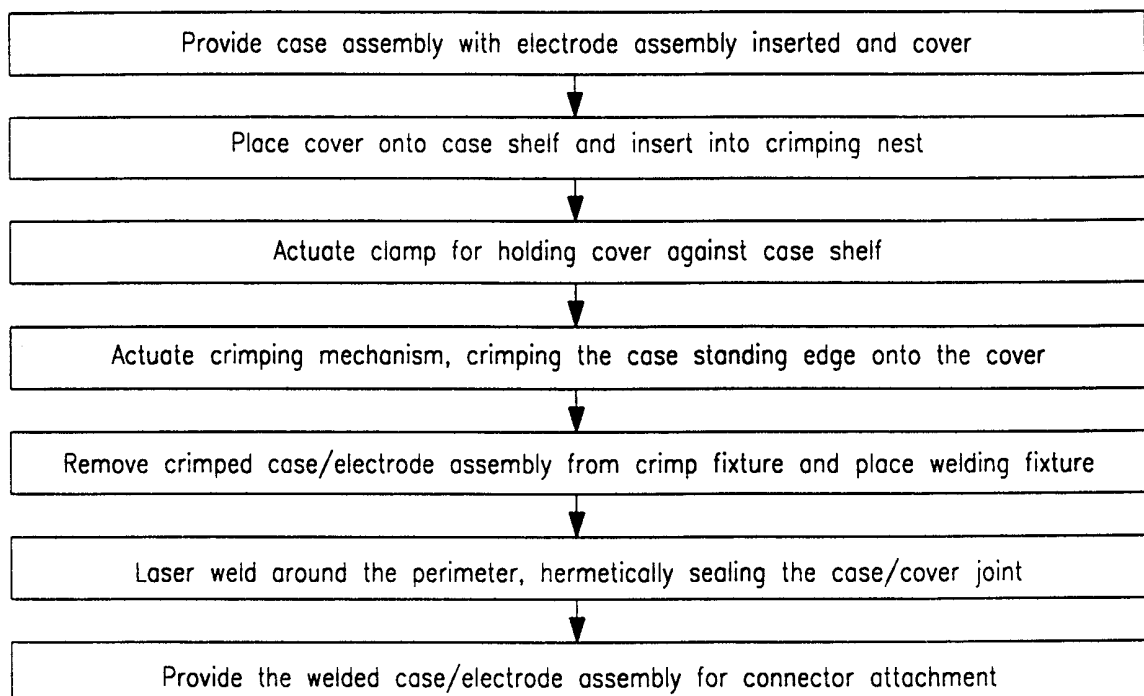 Provide case assembly with electrode assembly inserted and cover
Place cover onto case shelf and insert into crimping nest
Actuate clamp for holding cover against case shelf
Actuate crimping mechanism, crimping the case standing edge onto the cover
Remove crimped case/electrode assembly from crimp fixture and place welding fixture
Laser weld around the perimeter, hermetically sealing the case/cover joint
Provide the welded case/electrode assembly for connector attachment